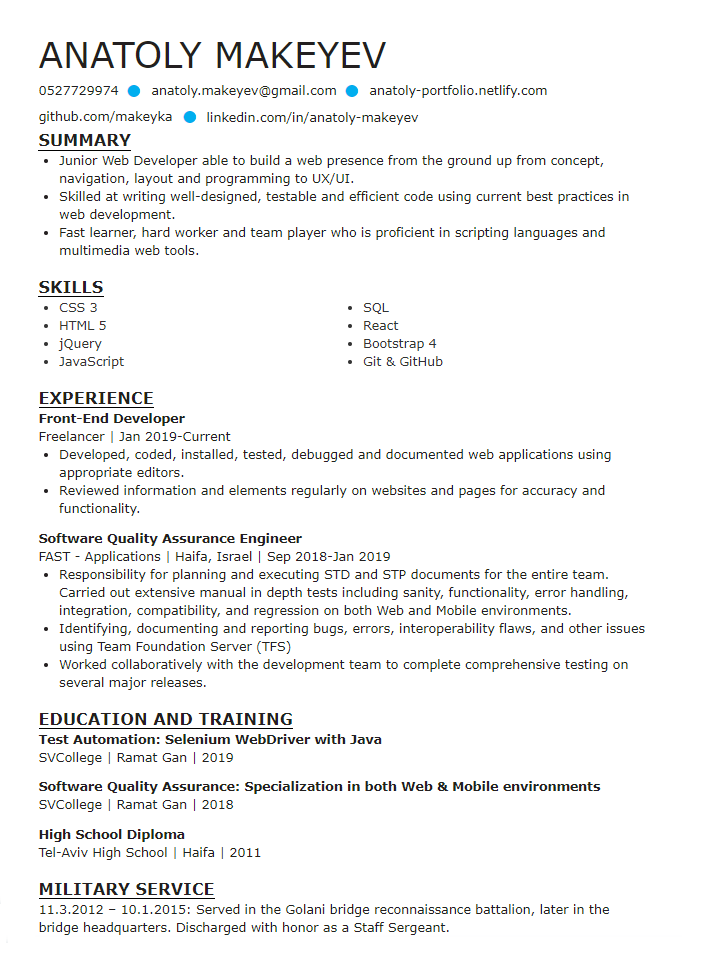 ANATOLY MAKEYEV
0527729974 ● anatoly.makeyev@gmail.com ● anatoly-portfolio.netlify.com
github.com/makeyka ● linkedin.com/in/anatoly-makeyev
SUMMARY
• Junior Web Developer able to build a web presence from the ground up from concept,
navigation, layout and programming to UX/UI.
• Skilled at writing well-designed, testable and efficient code using current best practices in
web development.
• Fast learner, hard worker and team player who is proficient in scripting languages and
multimedia web tools.
SKILLS
• CSS 3
• HTML 5
• jQuery
• JavaScript
• SQL
• React
• Bootstrap 4
• Git & GitHub
EXPERIENCE
Front-End Developer
Freelancer | Jan 2019-Current
• Developed, coded, installed, tested, debugged and documented web applications using
appropriate editors.
• Reviewed information and elements regularly on websites and pages for accuracy and
functionality.
Software Quality Assurance Engineer
FAST - Applications | Haifa, Israel | Sep 2018-Jan 2019
• Responsibility for planning and executing STD and STP documents for the entire team.
Carried out extensive manual in depth tests including sanity, functionality, error handling,
integration, compatibility, and regression on both Web and Mobile environments.
• Identifying, documenting and reporting bugs, errors, interoperability flaws, and other issues
using Team Foundation Server (TFS)
• Worked collaboratively with the development team to complete comprehensive testing on
several major releases.
EDUCATION AND TRAINING
Test Automation: Selenium WebDriver with Java
SVCollege | Ramat Gan | 2019
Software Quality Assurance: Specialization in both Web & Mobile environments
SVCollege | Ramat Gan | 2018
High School Diploma
Tel-Aviv High School | Haifa | 2011
MILITARY SERVICE
11.3.2012 – 10.1.2015: Served in the Golani bridge reconnaissance battalion, later in the
bridge headquarters. Discharged with honor as a Staff Sergeant.